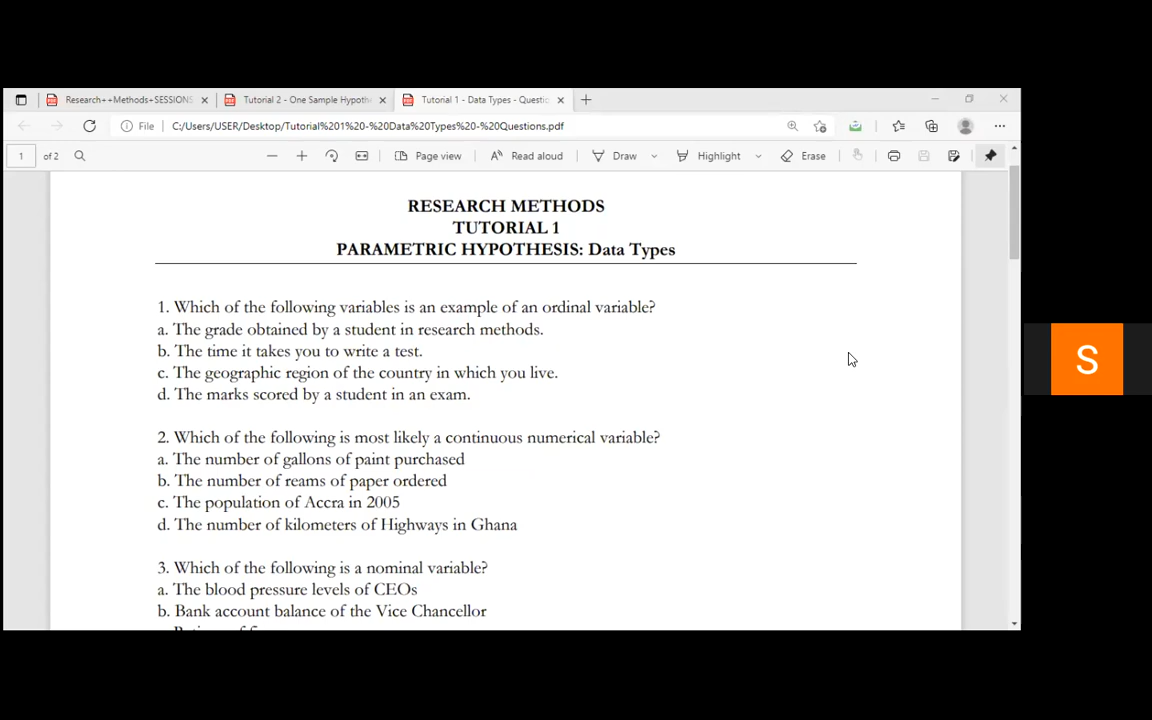 Research++Methods+SESSIONS
Tutorial 2 - One Sample Hypoth
Tutorial 1 - Data Types - Questio
File
C:/Users/USER/Desktop/Tutorial%201%20-%20Data%20Types%20-%20Questions.pdf
1 of 2
Page view
Read aloud
Draw
Highlight
Erase
RESEARCH METHODS
TUTORIAL 1
PARAMETRIC HYPOTHESIS: Data Types
1. Which of the following variables is an example of an ordinal variable?
a. The grade obtained by a student in research methods.
b. The time it takes you to write a test.
c. The geographic region of the country in which you live.
d. The marks scored by a student in an exam.
2. Which of the following is most likely a continuous numerical variable?
a. The number of gallons of paint purchased
b. The number of reams of paper ordered
c. The population of Accra in 2005
d. The number of kilometers of Highways in Ghana
3. Which of the following is a nominal variable?
a. The blood pressure levels of CEOs
b. Bank account balance of the Vice Chancellor
S